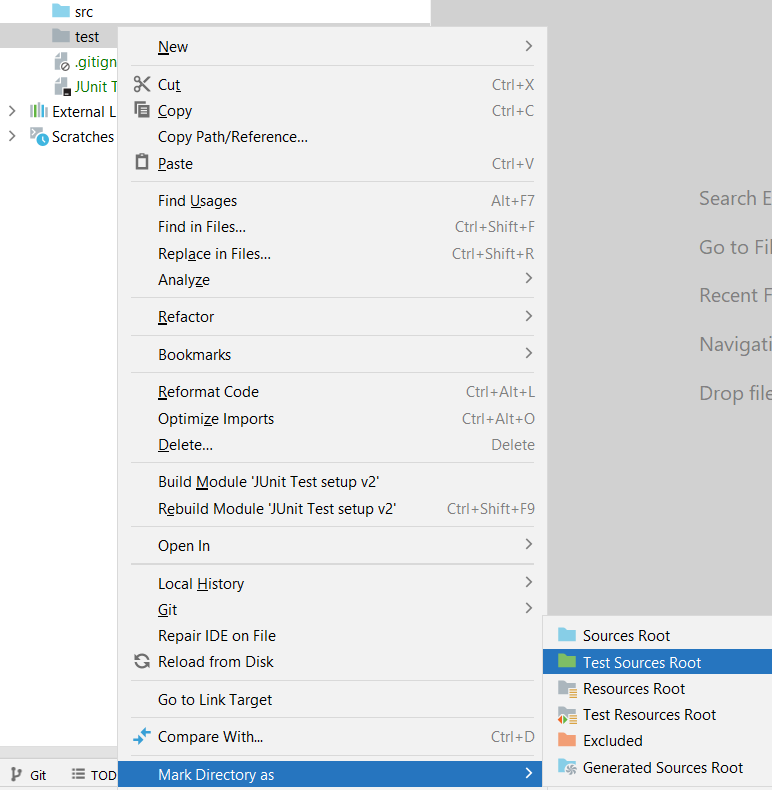 src
test
.gitign
JUnit T
External L
Scratches
New
Cut Ctrl+X
Copy Ctrl+C
Copy Path/Reference...
Paste Ctrl+V
Find Usages Alt+F7
Find in Files... Ctrl+Shift+F
Replace in Files... Ctrl+Shift+R
Analyze
Refactor
Bookmarks
Reformat Code Ctrl+Alt+L
Optimize Imports Ctrl+Alt+O
Delete... Delete
Build Module 'JUnit Test setup v2'
Rebuild Module 'JUnit Test setup v2' Ctrl+Shift+F9
Open In
Local History
Git
Repair IDE on File
Reload from Disk
Go to Link Target
Compare With... Ctrl+D
Mark Directory as
Sources Root
Test Sources Root
Resources Root
Test Resources Root
Excluded
Generated Sources Root
Search E
Go to Fil
Recent F
Navigati
Drop file
Git TOD